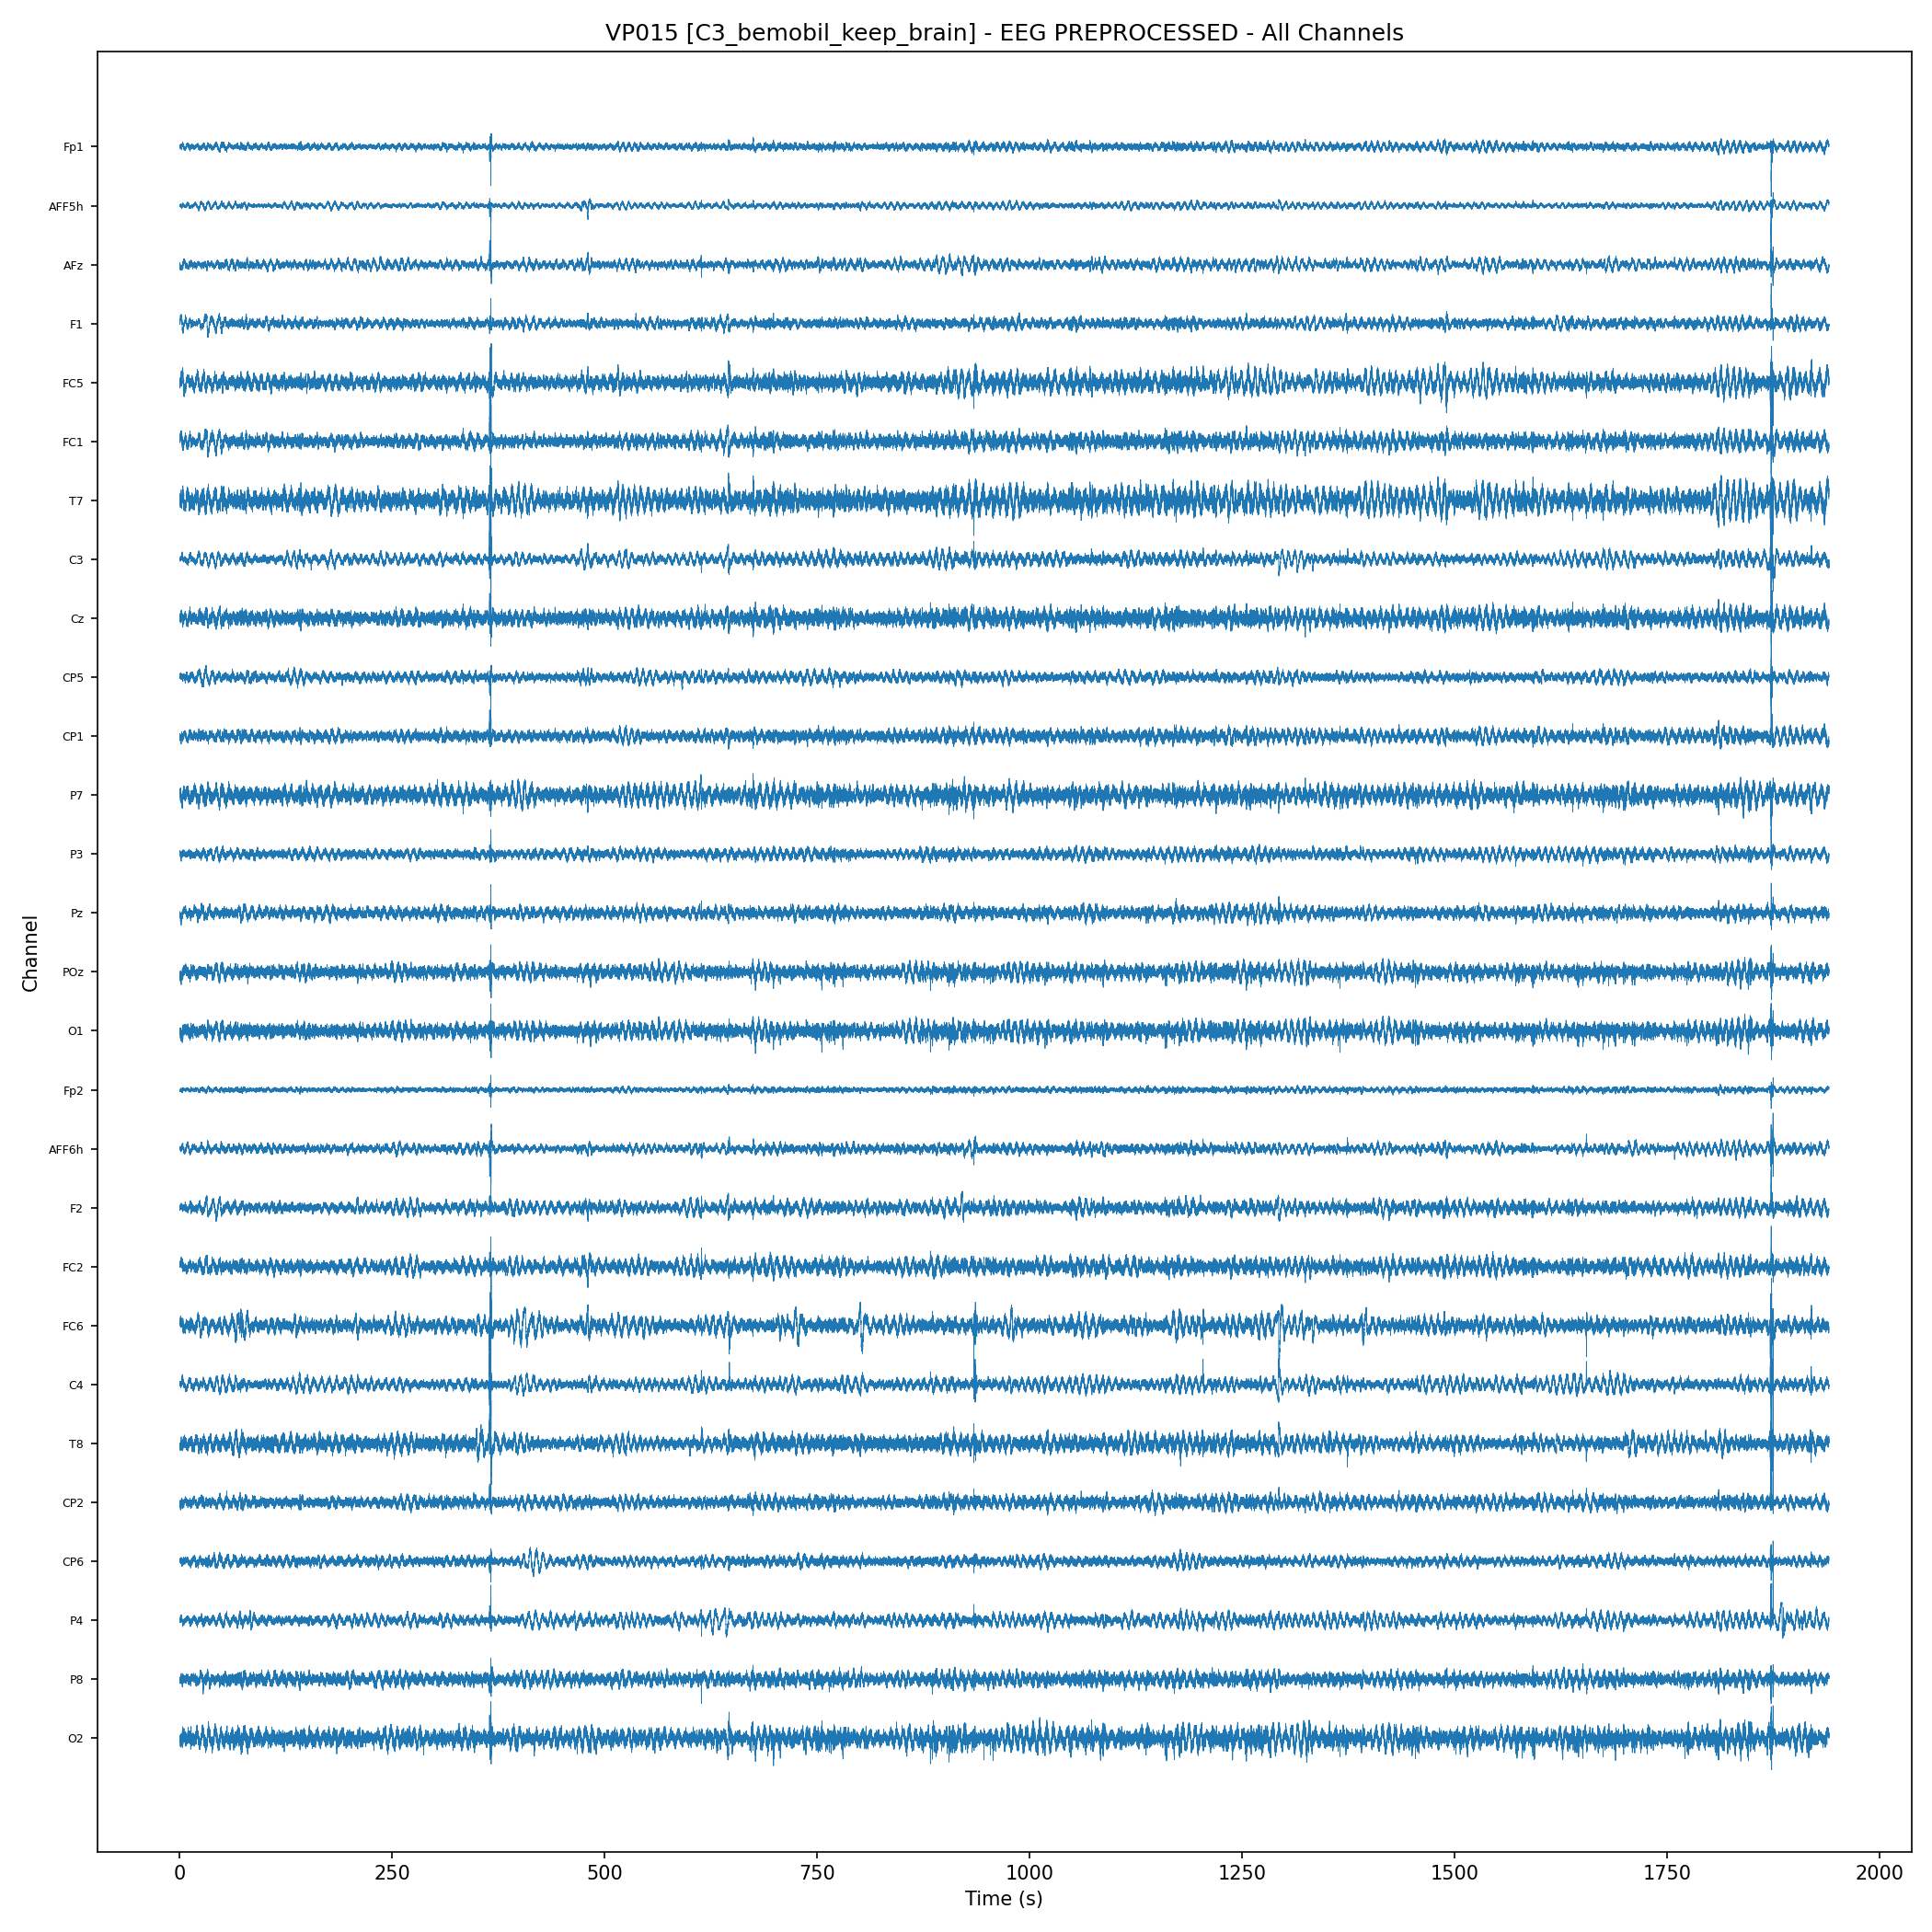 VP015 [C3_bemobil_keep_brain] - EEG PREPROCESSED - All Channels
Fp1
AFF5h
AFz
F1
FC5
FC1
T7
C3
Cz
CP5
CP1
P7
P3
Pz
POz
O1
Fp2
AFF6h
F2
FC2
FC6
C4
T8
CP2
CP6
P4
P8
O2
Channel
0 250 500 750 1000 1250 1500 1750 2000
Time (s)